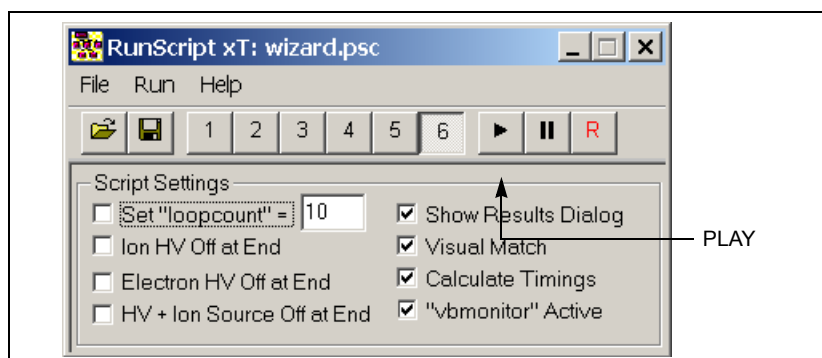 RunScript xT: wizard.psc
File Run Help
1 2 3 4 5 6 R
Script Settings
Set "loopcount" = 10
Show Results Dialog
Ion HV Off at End
Visual Match
PLAY
Electron HV Off at End
Calculate Timings
HV + Ion Source Off at End
"vbmonitor" Active